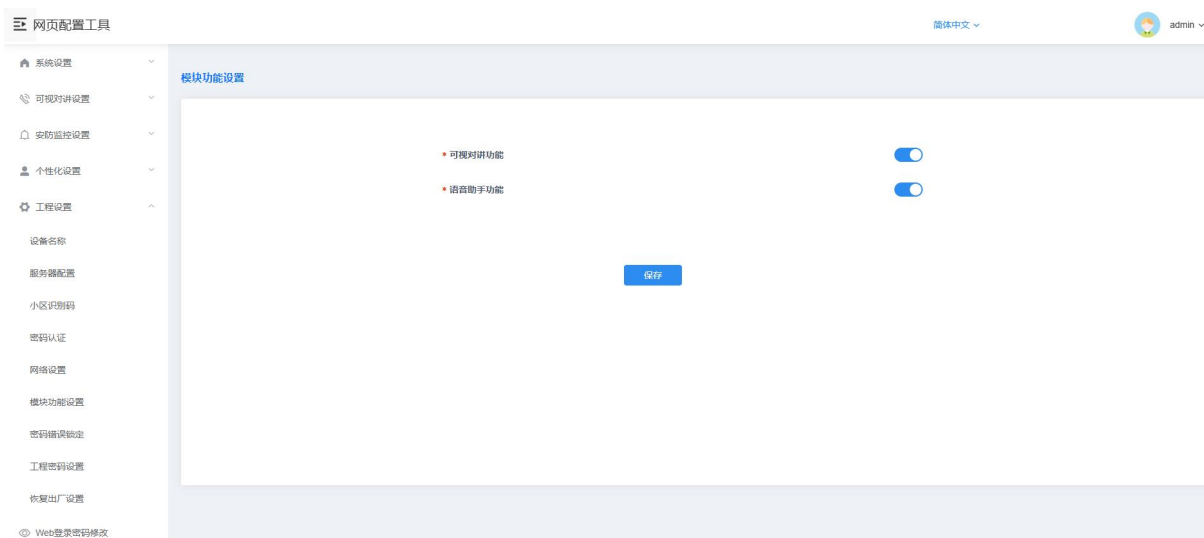 网页配置工具
简体中文
admin
系统设置
可视对讲设置
安防监控设置
个性化设置
工程设置
设备名称
服务器配置
小区识别码
密码认证
网络设置
模块功能设置
密码错误锁定
工程密码设置
恢复出厂设置
Web登录密码修改
模块功能设置
* 可视对讲功能
* 语音助手功能
保存